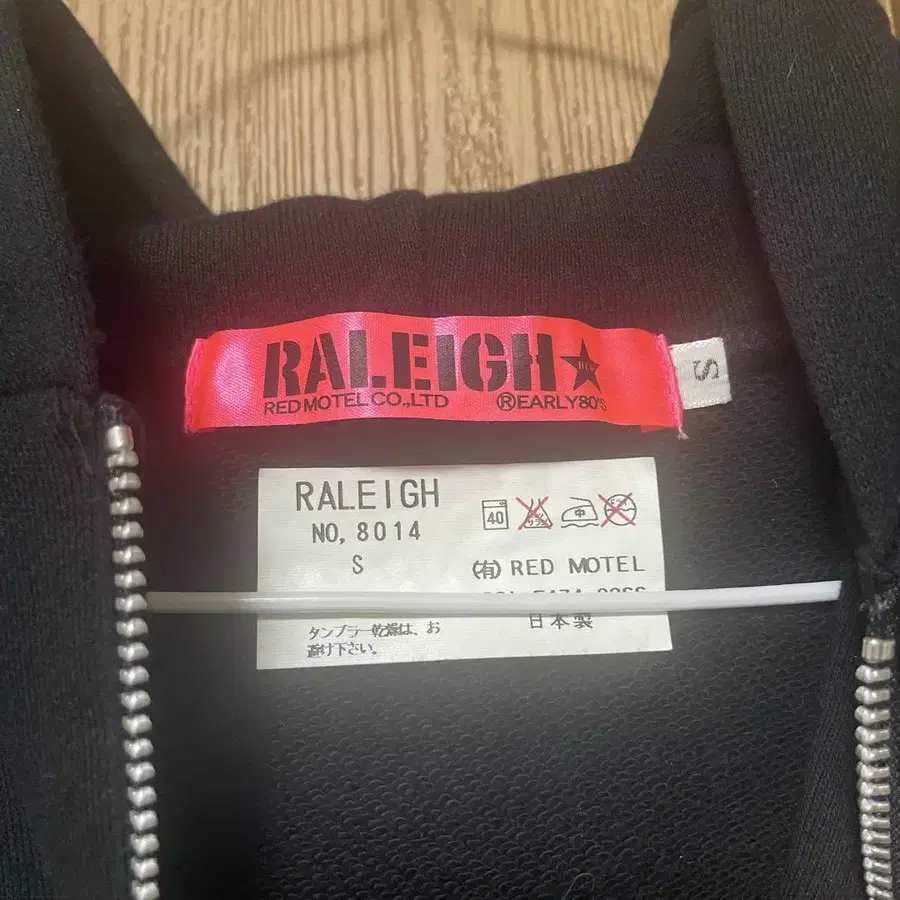 RALEIGH
RED MOTEL CO.,LTD ®EARLY80'S
S
RALEIGH
NO,8014
S
40
中
(有) RED MOTEL
日本製
タンブラー乾燥は、お
避け下さい。